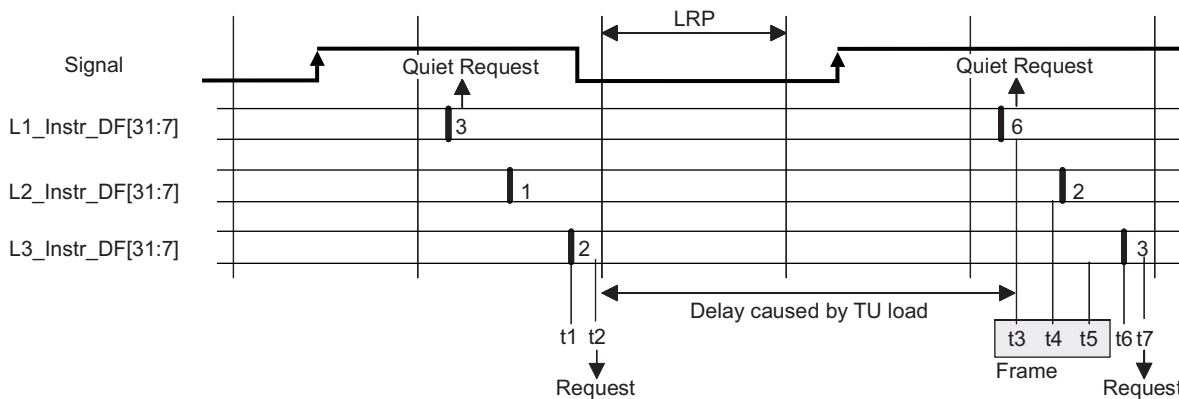 LRP
Signal
Quiet Request
Quiet Request
L1_Instr_DF[31:7]
3
6
L2_Instr_DF[31:7]
1
2
L3_Instr_DF[31:7]
2
3
Delay caused by TU load
t1 t2
t3 t4 t5 t6 t7
Frame
Request
Request